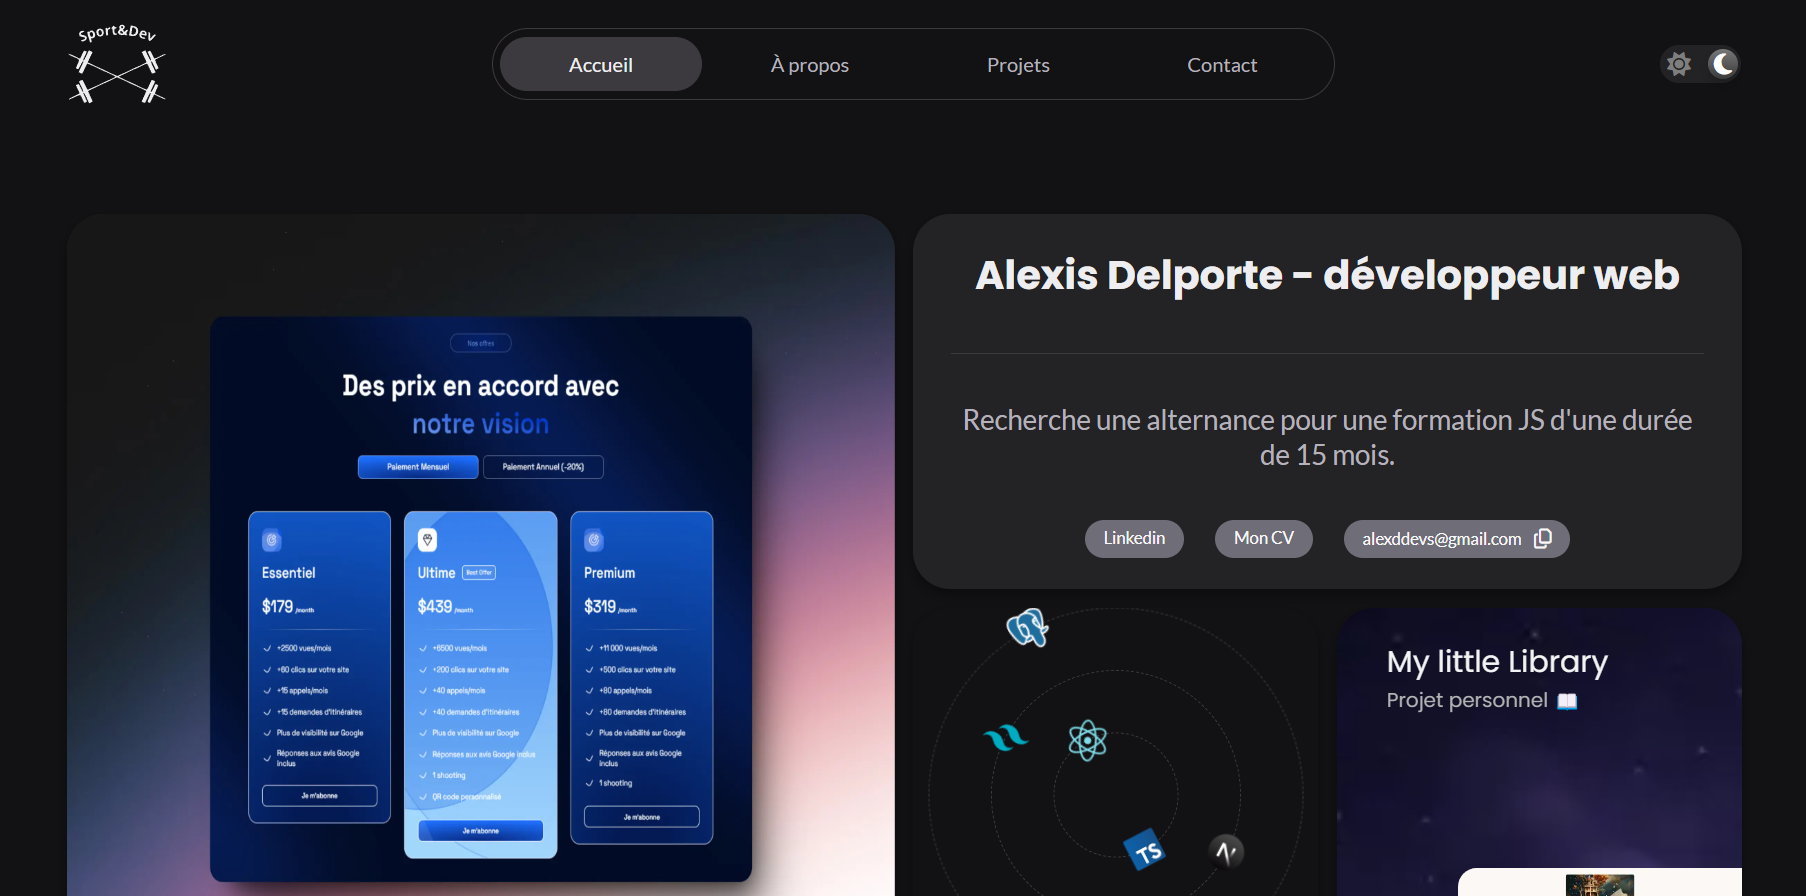 Sport&Dev
Accueil
À propos
Projets
Contact
Nos offres
Des prix en accord avec
notre vision
Paiement Mensuel
Paiement Annuel (-20%)
Essentiel
$179 /month
+2500 vues/mois
+60 clics sur votre site
+15 appels/mois
+15 demandes d'itinéraires
Plus de visibilité sur Google
Réponses aux avis Google
inclus
Je m'abonne
Ultime
Best Offer
$439 /month
+6500 vues/mois
+200 clics sur votre site
+40 appels/mois
+40 demandes d'itinéraires
Plus de visibilité sur Google
Réponses aux avis Google inclus
1 shooting
QR code personnalisé
Je m'abonne
Premium
$319 /month
+11 000 vues/mois
+500 clics sur votre site
+80 appels/mois
+80 demandes d'itinéraires
Plus de visibilité sur Google
Réponses aux avis Google
inclus
1 shooting
Je m'abonne
Alexis Delporte - développeur web
Recherche une alternance pour une formation JS d'une durée
de 15 mois.
Linkedin
Mon CV
alexddevs@gmail.com
TS
My little Library
Projet personnel 📖